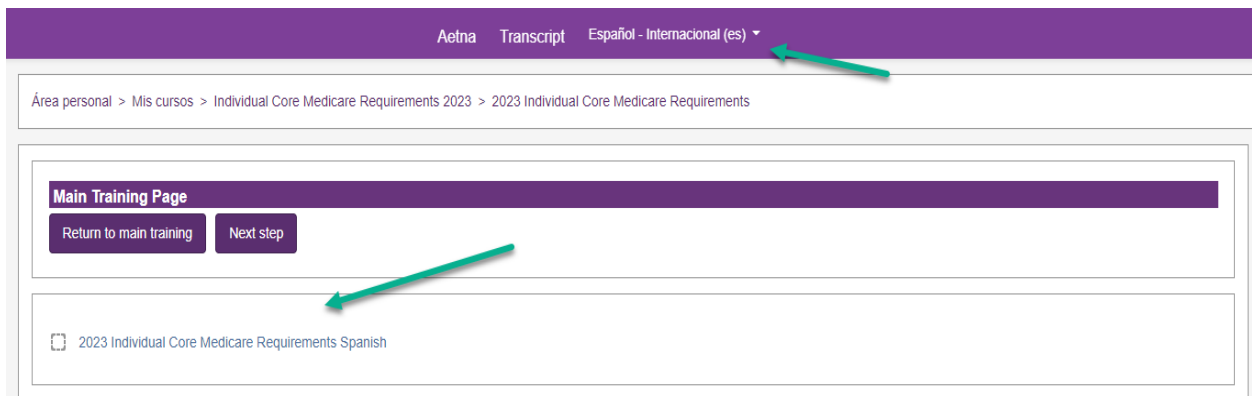 Aetna Transcript Español - Internacional (es)
Área personal > Mis cursos > Individual Core Medicare Requirements 2023 > 2023 Individual Core Medicare Requirements
Main Training Page
Return to main training Next step
2023 Individual Core Medicare Requirements Spanish